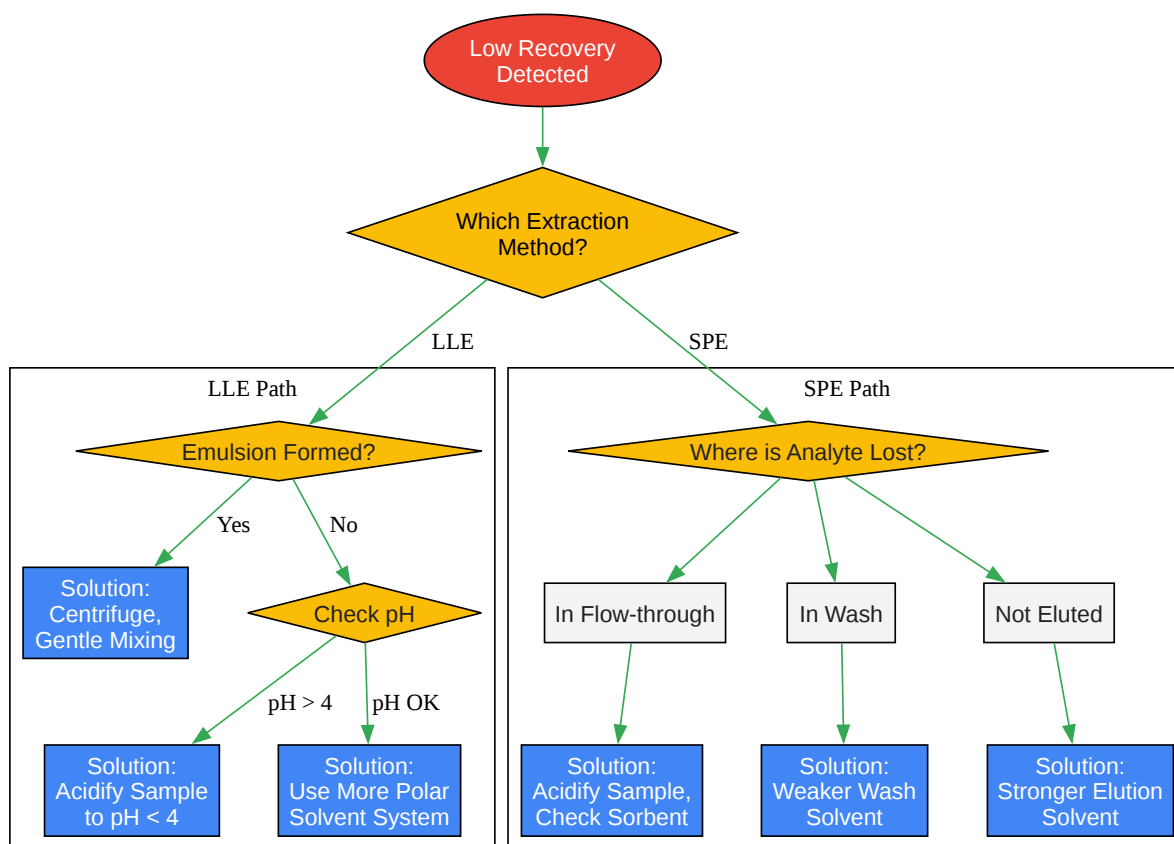 Low Recovery
Detected
Which Extraction
Method?
LLE
SPE
LLE Path
Emulsion Formed?
Yes
No
Solution:
Centrifuge,
Gentle Mixing
Check pH
pH > 4
pH OK
Solution:
Acidify Sample
to pH < 4
Solution:
Use More Polar
Solvent System
SPE Path
Where is Analyte Lost?
In Flow-through
In Wash
Not Eluted
Solution:
Acidify Sample,
Check Sorbent
Solution:
Weaker Wash
Solvent
Solution:
Stronger Elution
Solvent